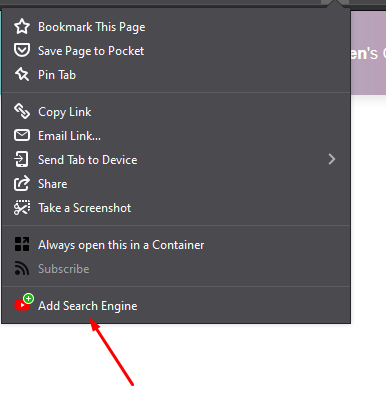 Bookmark This Page
en's
Save Page to Pocket
Pin Tab
Copy Link
Email Link...
Send Tab to Device
Share
Take a Screenshot
Always open this in a Container
Subscribe
Add Search Engine